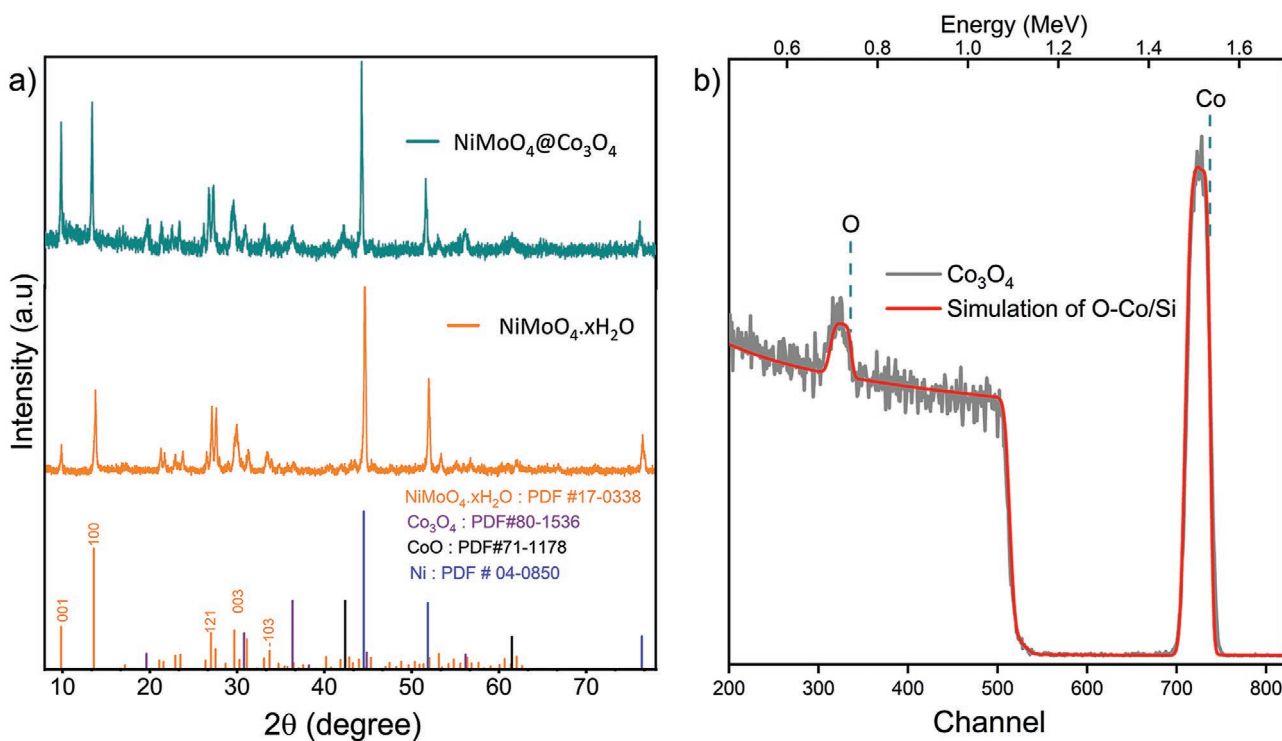 a)
NiMoO₄@Co₃O₄
NiMoO₄.xH₂O
NiMoO₄.xH₂O : PDF #17-0338
Co₃O₄ : PDF#80-1536
CoO : PDF#71-1178
Ni : PDF # 04-0850
001
100
-121
003
-103
Intensity (a.u)
10 20 30 40 50 60 70
2θ (degree)
b)
Energy (MeV)
0.6 0.8 1.0 1.2 1.4 1.6
O
Co
Co₃O₄
Simulation of O-Co/Si
200 300 400 500 600 700 800
Channel